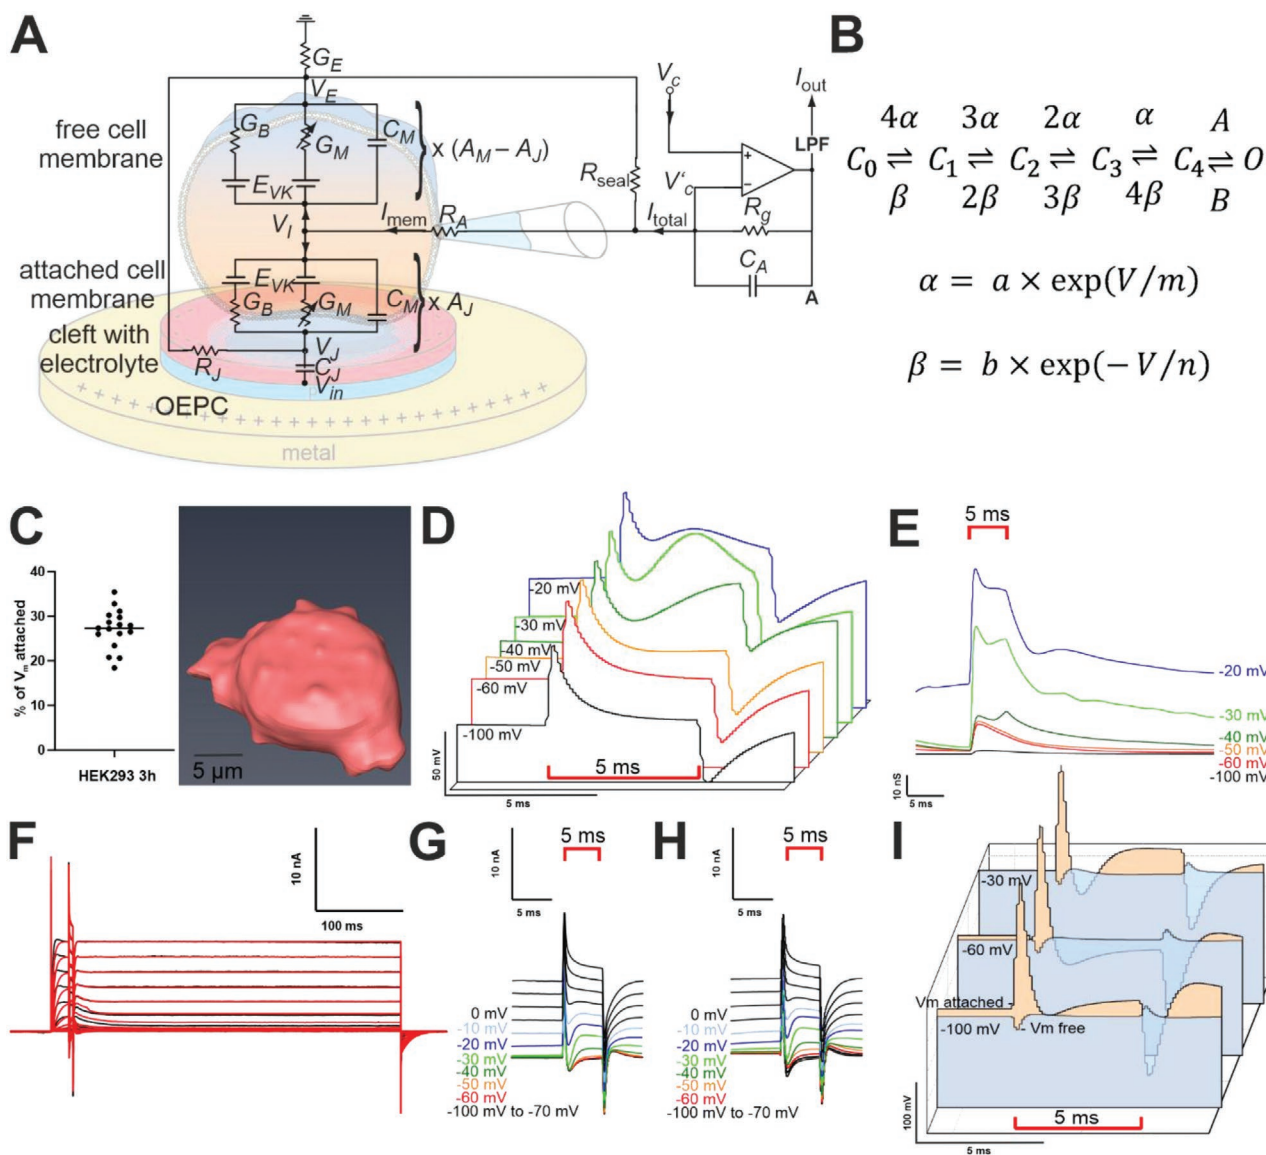 A
G_E
V_E
free cell
membrane
G_B
G_M
C_M
x (A_M – A_J)
E_VK
V_I
I_mem
R_A
R_seal
I_total
V_c
V'_c
+
−
LPF
I_out
R_g
C_A
A
attached cell
membrane
E_VK
G_B
G_M
C_M
x A_J
cleft with
electrolyte
R_J
V_J
C_J
V_in
OEPC
+ + + + + + + + + + + + +
metal
B
4α 3α 2α α A
C₀ ⇌ C₁ ⇌ C₂ ⇌ C₃ ⇌ C₄ ⇌ O
β 2β 3β 4β B
α = a × exp(V/m)
β = b × exp(−V/n)
C
% of V_m attached
40
30
20
10
0
HEK293 3h
5 µm
D
-20 mV
-30 mV
-40 mV
-50 mV
-60 mV
-100 mV
5 ms
50 mV
5 ms
E
5 ms
-20 mV
-30 mV
-40 mV
-50 mV
-60 mV
-100 mV
10 nS
5 ms
F
10 nA
100 ms
G
5 ms
10 nA
5 ms
0 mV
-10 mV
-20 mV
-30 mV
-40 mV
-50 mV
-60 mV
-100 mV to -70 mV
H
5 ms
10 nA
5 ms
0 mV
-10 mV
-20 mV
-30 mV
-40 mV
-50 mV
-60 mV
-100 mV to -70 mV
I
-30 mV
-60 mV
Vm attached
-100 mV
Vm free
5 ms
100 mV
5 ms